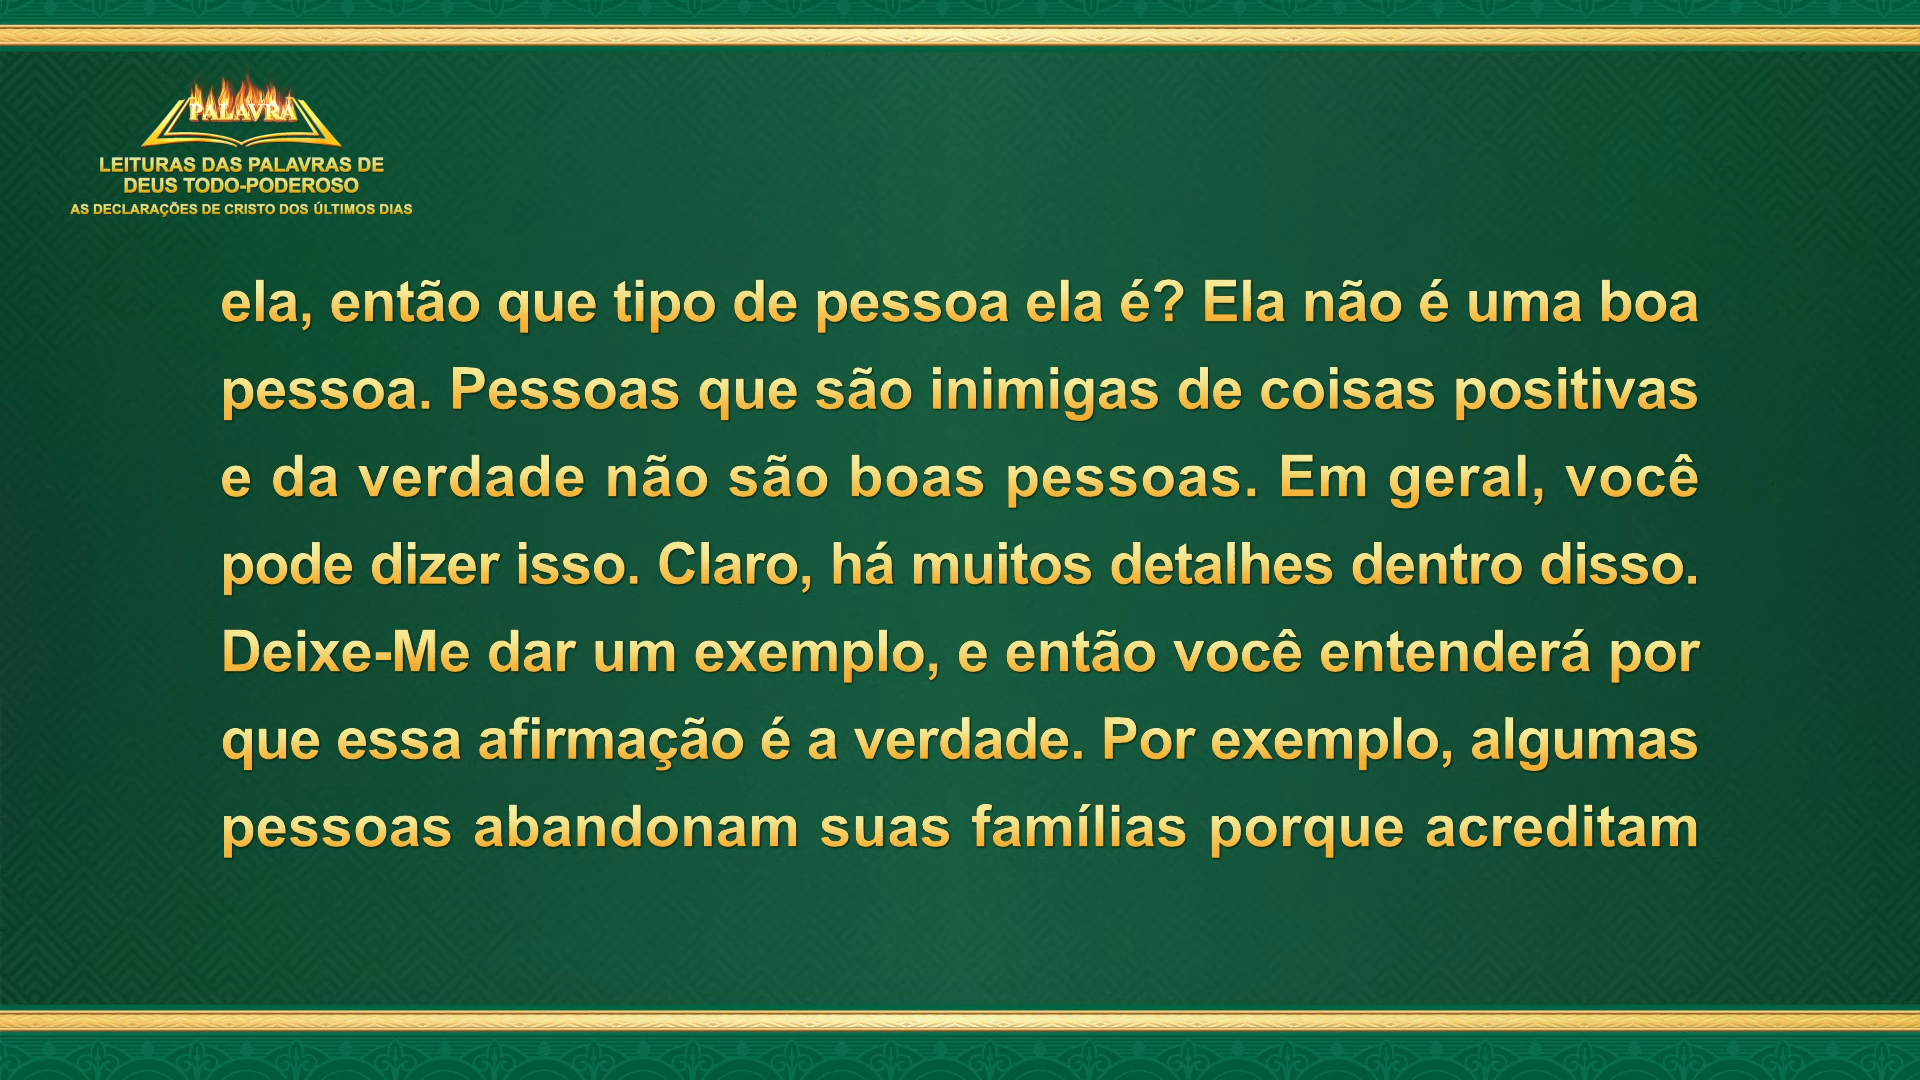 PALAVRA
LEITURAS DAS PALAVRAS DE
DEUS TODO-PODEROSO
AS DECLARAÇÕES DE CRISTO DOS ÚLTIMOS DIAS
ela, então que tipo de pessoa ela é? Ela não é uma boa
pessoa. Pessoas que são inimigas de coisas positivas
e da verdade não são boas pessoas. Em geral, você
pode dizer isso. Claro, há muitos detalhes dentro disso.
Deixe-Me dar um exemplo, e então você entenderá por
que essa afirmação é a verdade. Por exemplo, algumas
pessoas abandonam suas famílias porque acreditam